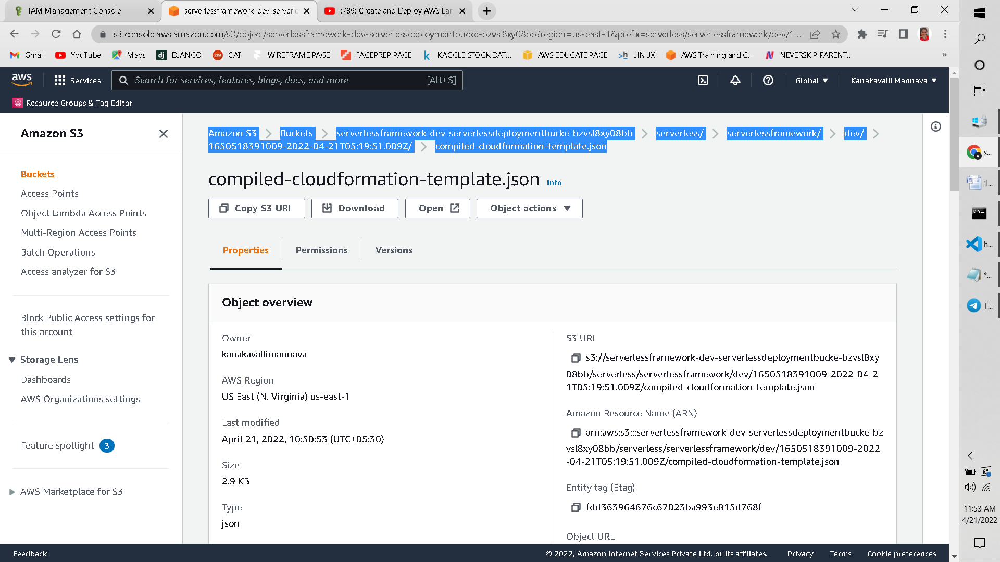 IAM Management Console
serverlessframework-dev-serverle
(789) Create and Deploy AWS Lan
s3.console.aws.amazon.com/s3/object/serverlessframework-dev-serverlessdeploymentbucke-bzvsl8xy08bb?region=us-east-1&prefix=serverless/serverlessframework/dev/1...
Gmail YouTube Maps DJANGO CAT WIREFRAME PAGE FACEPREP PAGE KAGGLE STOCK DAT... AWS EDUCATE PAGE LINUX AWS Training and C... NEVERSKIP PARENT... »
aws Services Search for services, features, blogs, docs, and more [Alt+S] Global Kanakavalli Mannava
Resource Groups & Tag Editor
Amazon S3
Buckets
Access Points
Object Lambda Access Points
Multi-Region Access Points
Batch Operations
Access analyzer for S3
Block Public Access settings for
this account
Storage Lens
Dashboards
AWS Organizations settings
Feature spotlight 3
AWS Marketplace for S3
Amazon S3 Buckets serverlessframework-dev-serverlessdeploymentbucke-bzvsl8xy08bb serverless/ serverlessframework/ dev/
1650518391009-2022-04-21T05:19:51.009Z/ compiled-cloudformation-template.json
compiled-cloudformation-template.json Info
Copy S3 URI Download Open Object actions
Properties Permissions Versions
Object overview
Owner
kanakavallimannava
AWS Region
US East (N. Virginia) us-east-1
Last modified
April 21, 2022, 10:50:53 (UTC+05:30)
Size
2.9 KB
Type
json
S3 URI
s3://serverlessframework-dev-serverlessdeploymentbucke-bzvsl8xy
08bb/serverless/serverlessframework/dev/1650518391009-2022-04-2
1T05:19:51.009Z/compiled-cloudformation-template.json
Amazon Resource Name (ARN)
arn:aws:s3:::serverlessframework-dev-serverlessdeploymentbucke-bz
vsl8xy08bb/serverless/serverlessframework/dev/1650518391009-2022
-04-21T05:19:51.009Z/compiled-cloudformation-template.json
Entity tag (Etag)
fdd363964676c67023ba993e815d768f
Object URL
Feedback © 2022, Amazon Internet Services Private Ltd. or its affiliates. Privacy Terms Cookie preferences
s...
1...
h...
*...
T...
11:53 AM
4/21/2022